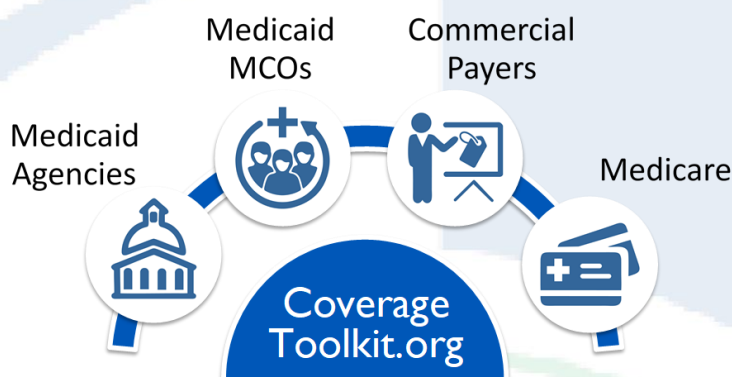 Medicaid
MCOs
Commercial
Payers
Medicaid
Agencies
Medicare
Coverage
Toolkit.org